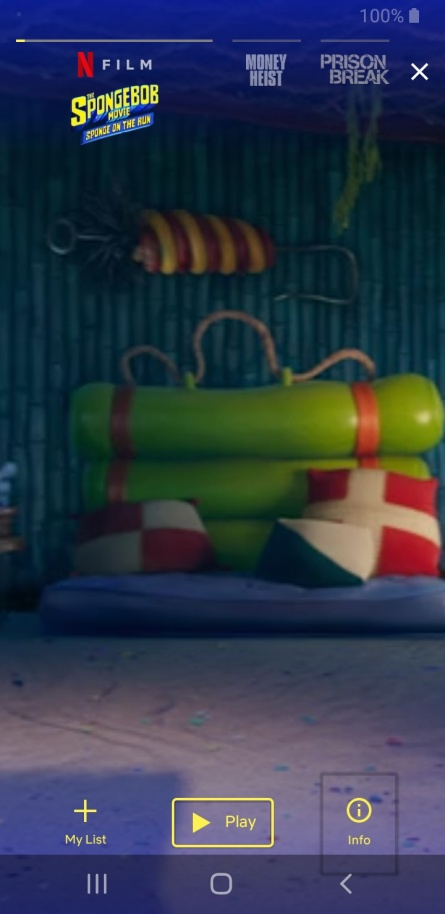 100%
N FILM
THE
SPONGEBOB
MOVIE
SPONGE ON THE RUN
MONEY
HEIST
PRISON
BREAK
My List
Play
Info